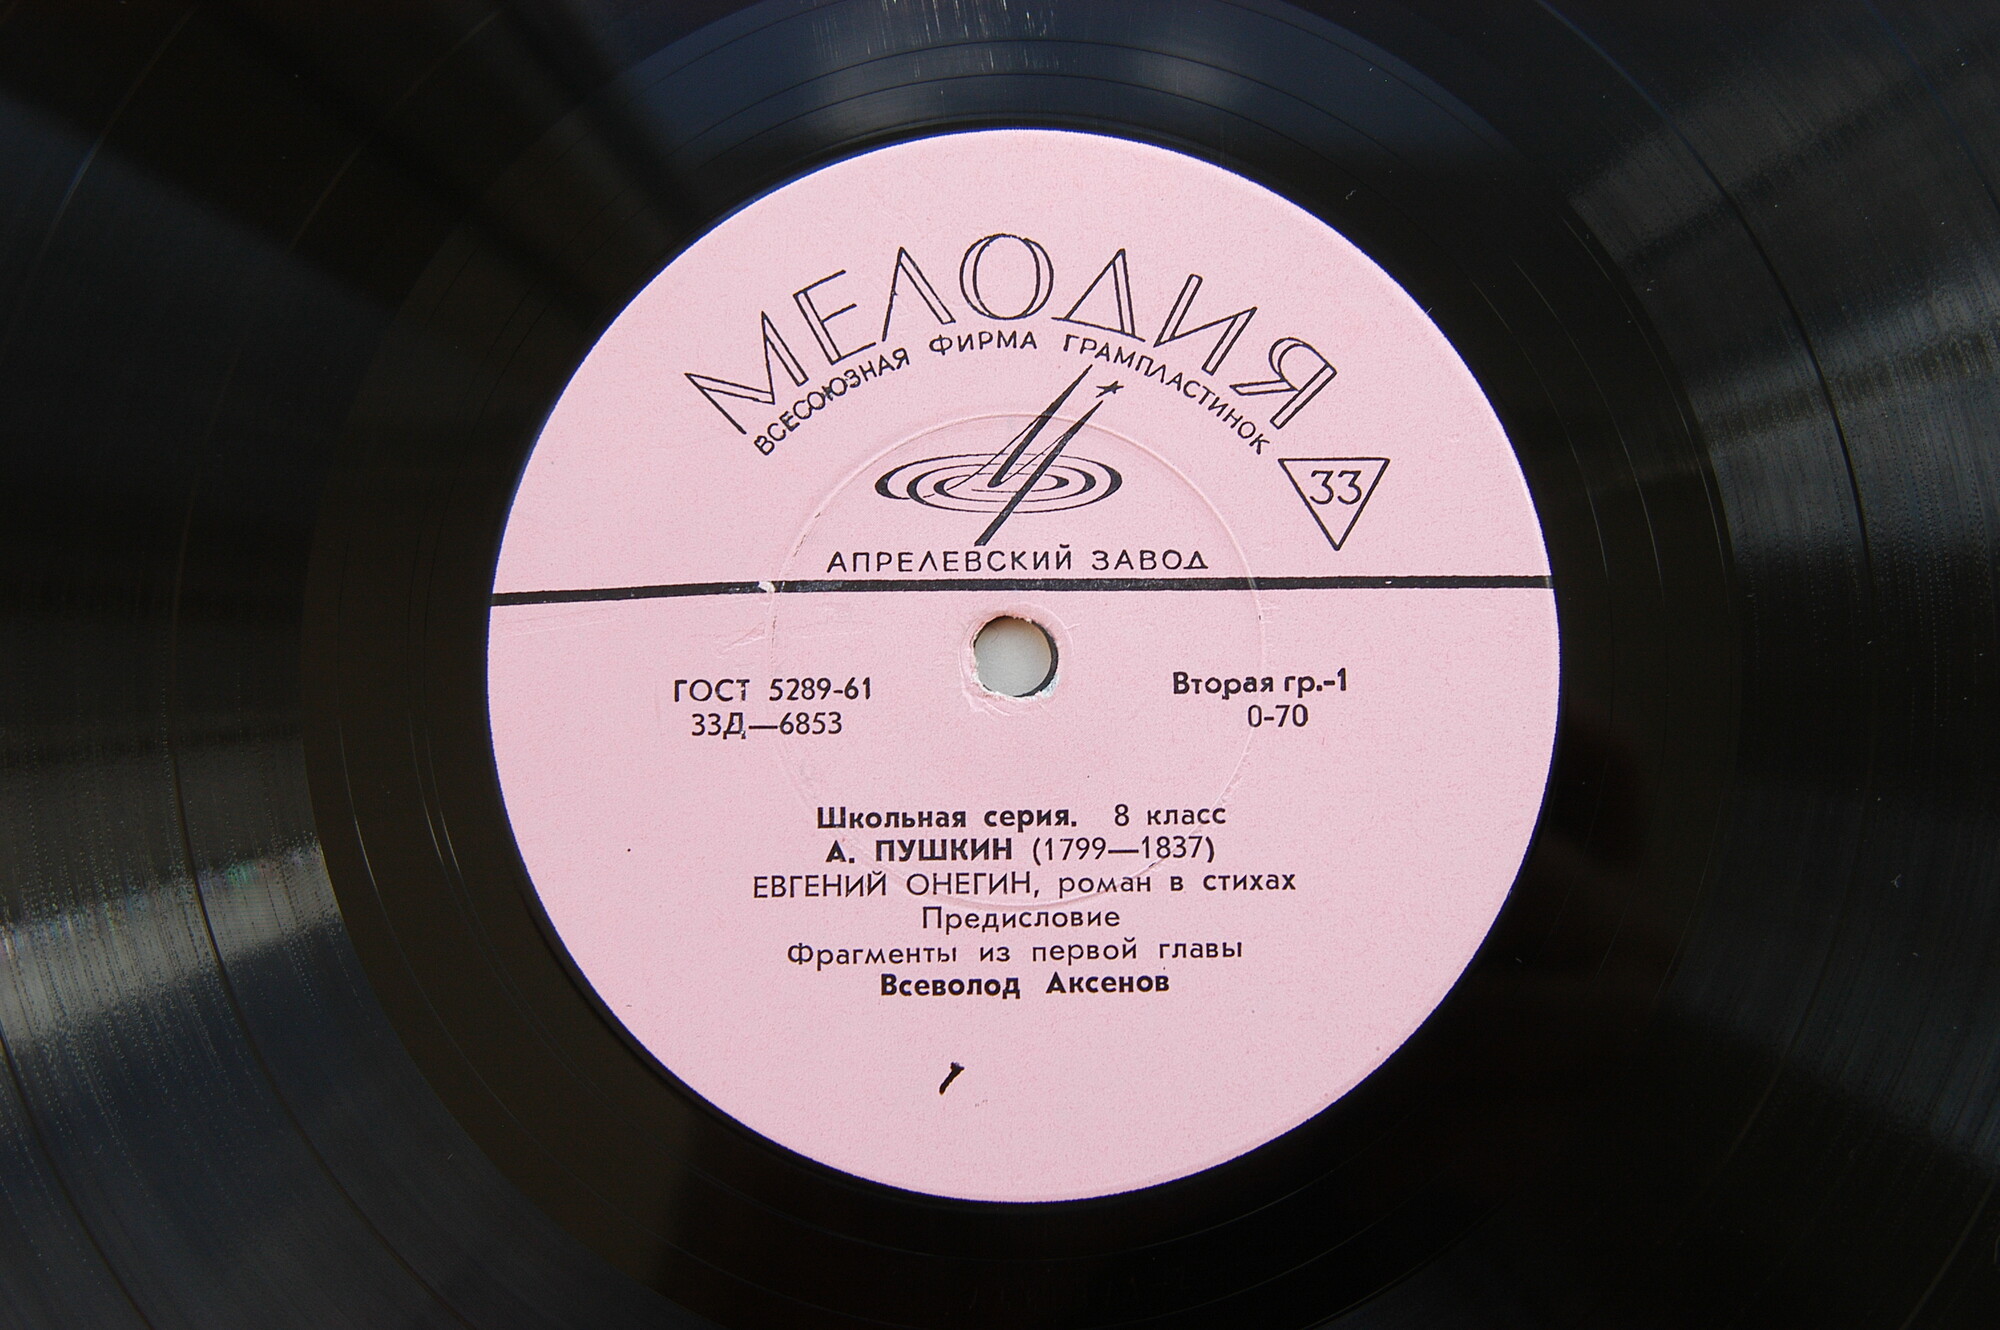 МЕЛОДИЯ
ВСЕСОЮЗНАЯ ФИРМА ГРАМПЛАСТИНОК
33
АПРЕЛЕВСКИЙ ЗАВОД
ГОСТ 5289-61
33Д—6853
Вторая гр.-1
0-70
Школьная серия. 8 класс
А. ПУШКИН (1799—1837)
ЕВГЕНИЙ ОНЕГИН, роман в стихах
Предисловие
Фрагменты из первой главы
Всеволод Аксенов